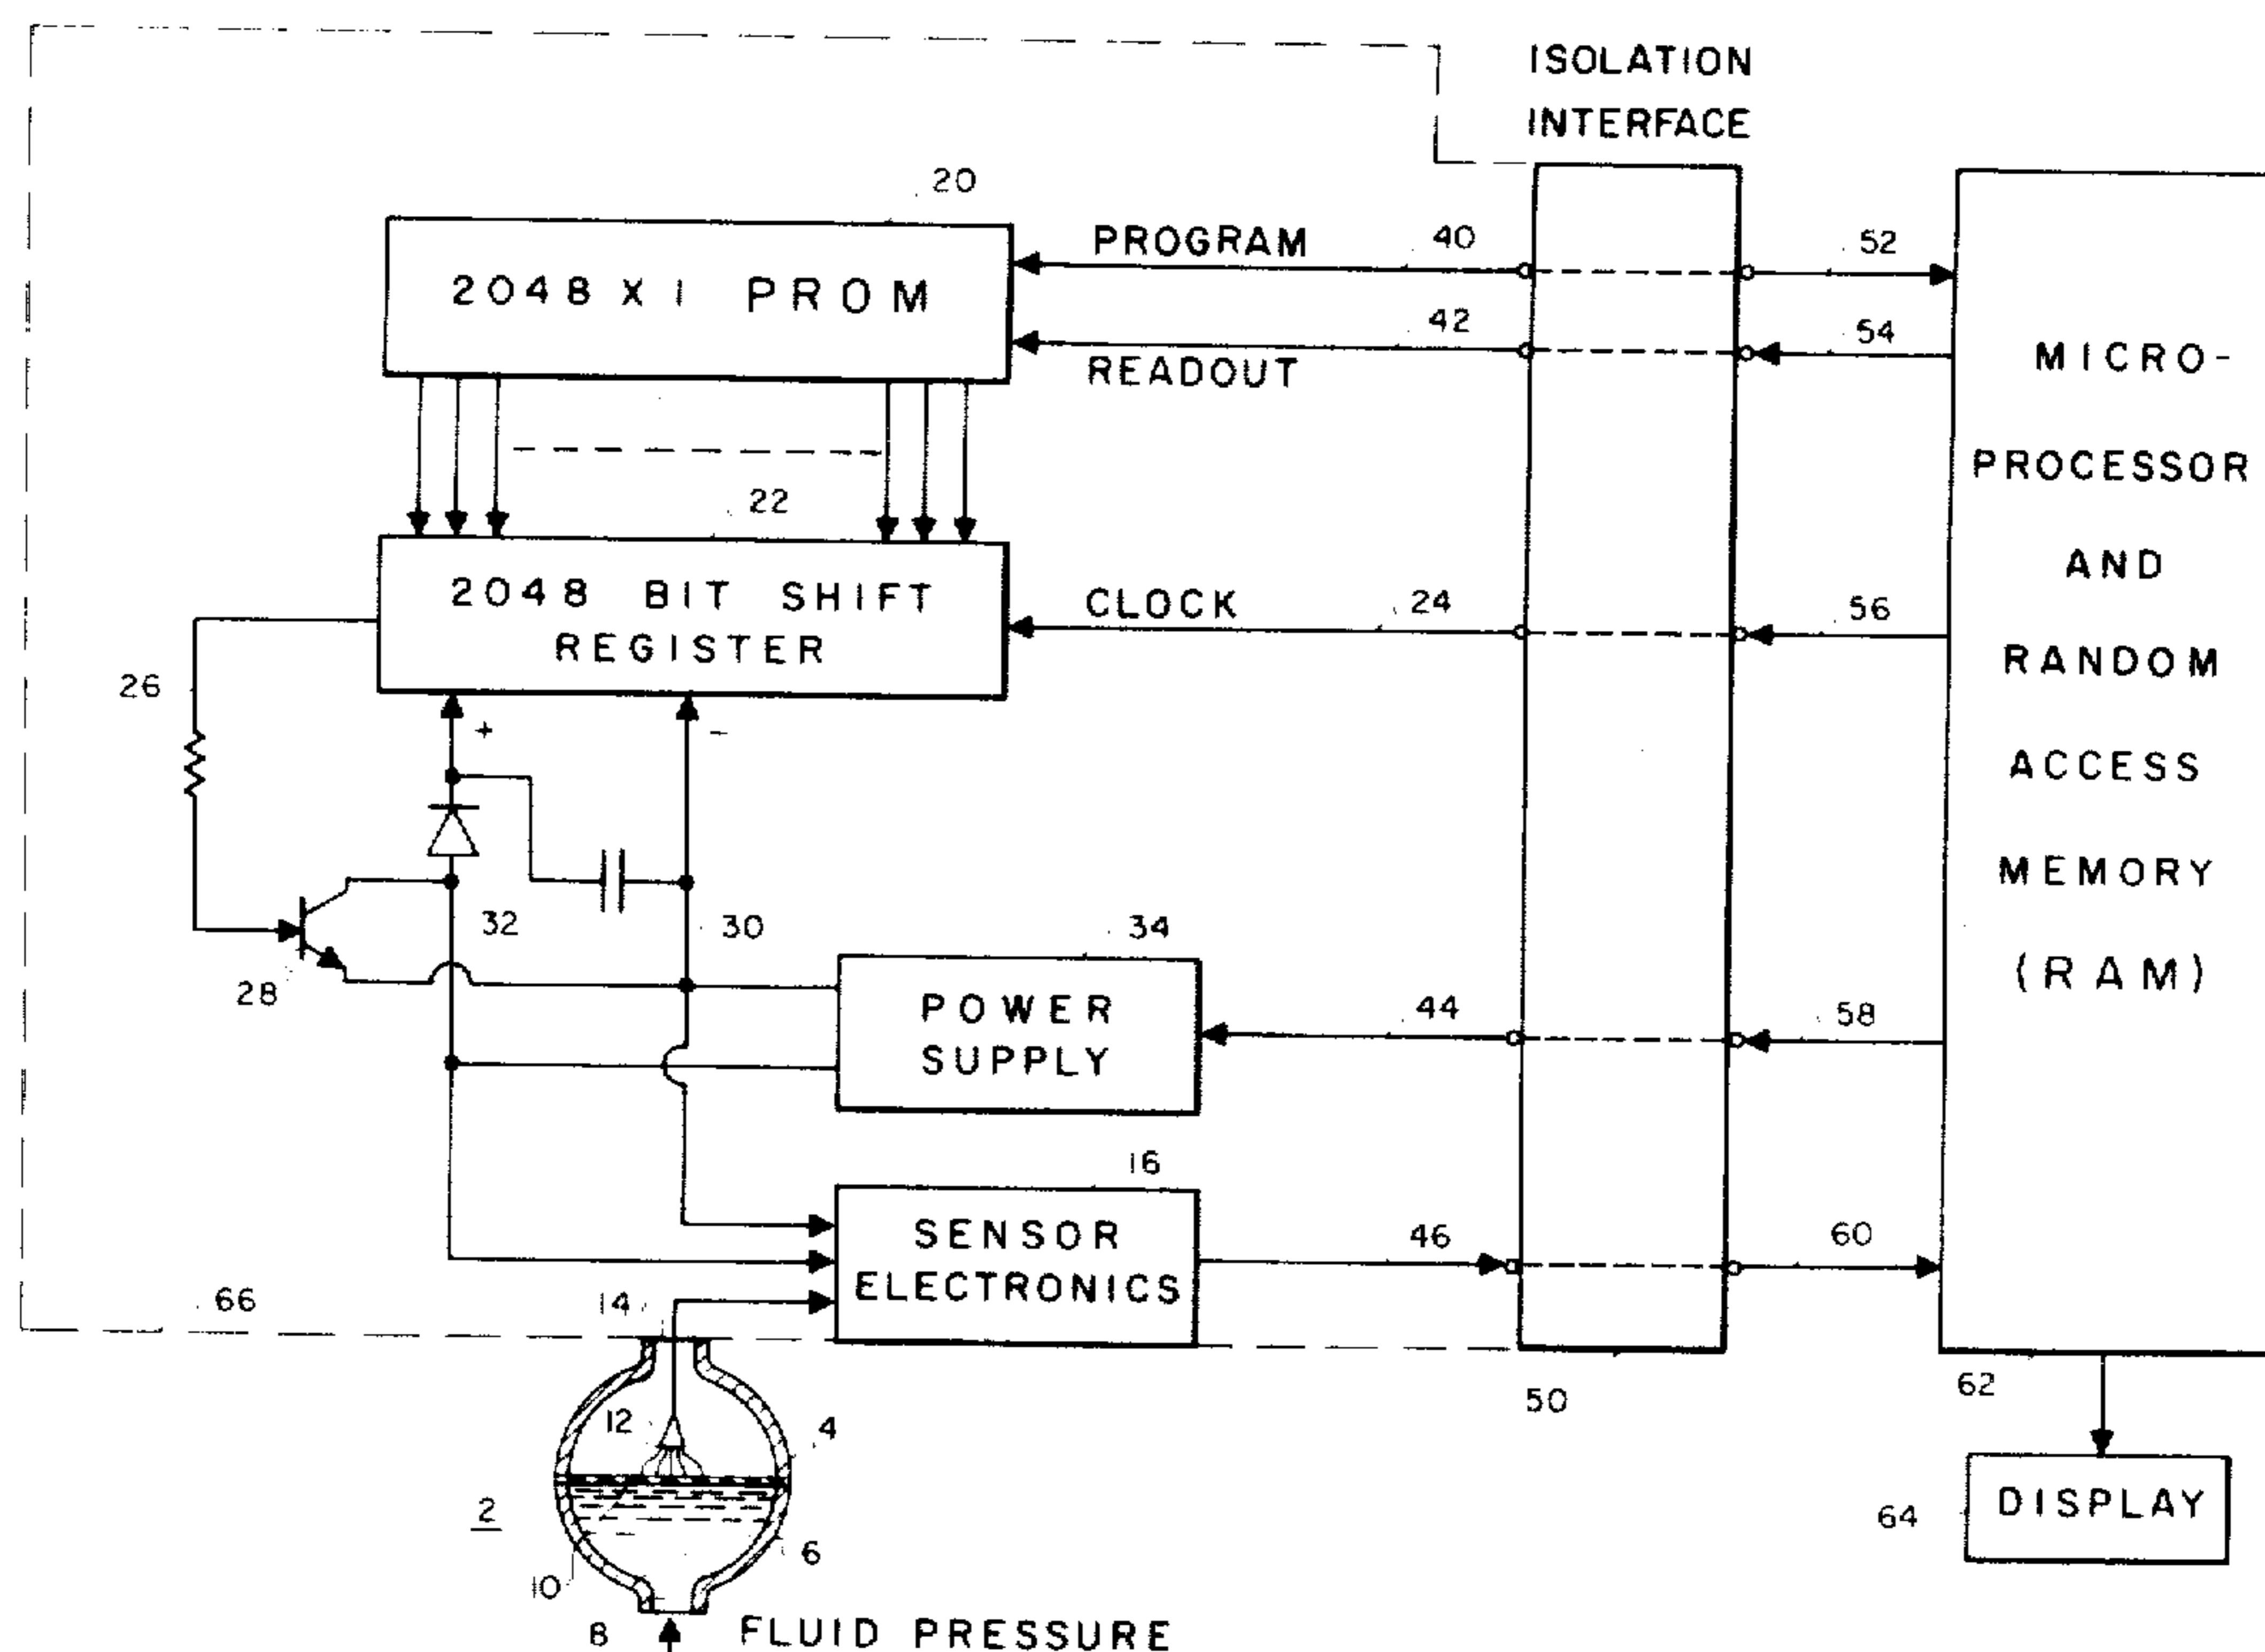 ISOLATION
INTERFACE
20
2048 X 1 PROM
PROGRAM
40
52
42
READOUT
54
MICRO-
PROCESSOR
AND
RANDOM
ACCESS
MEMORY
(RAM)
22
2048 BIT SHIFT
REGISTER
CLOCK
24
56
26
+
-
32
30
28
34
POWER
SUPPLY
44
58
16
SENSOR
ELECTRONICS
46
60
66
14
12
4
50
62
2
6
64
DISPLAY
10
8
FLUID PRESSURE